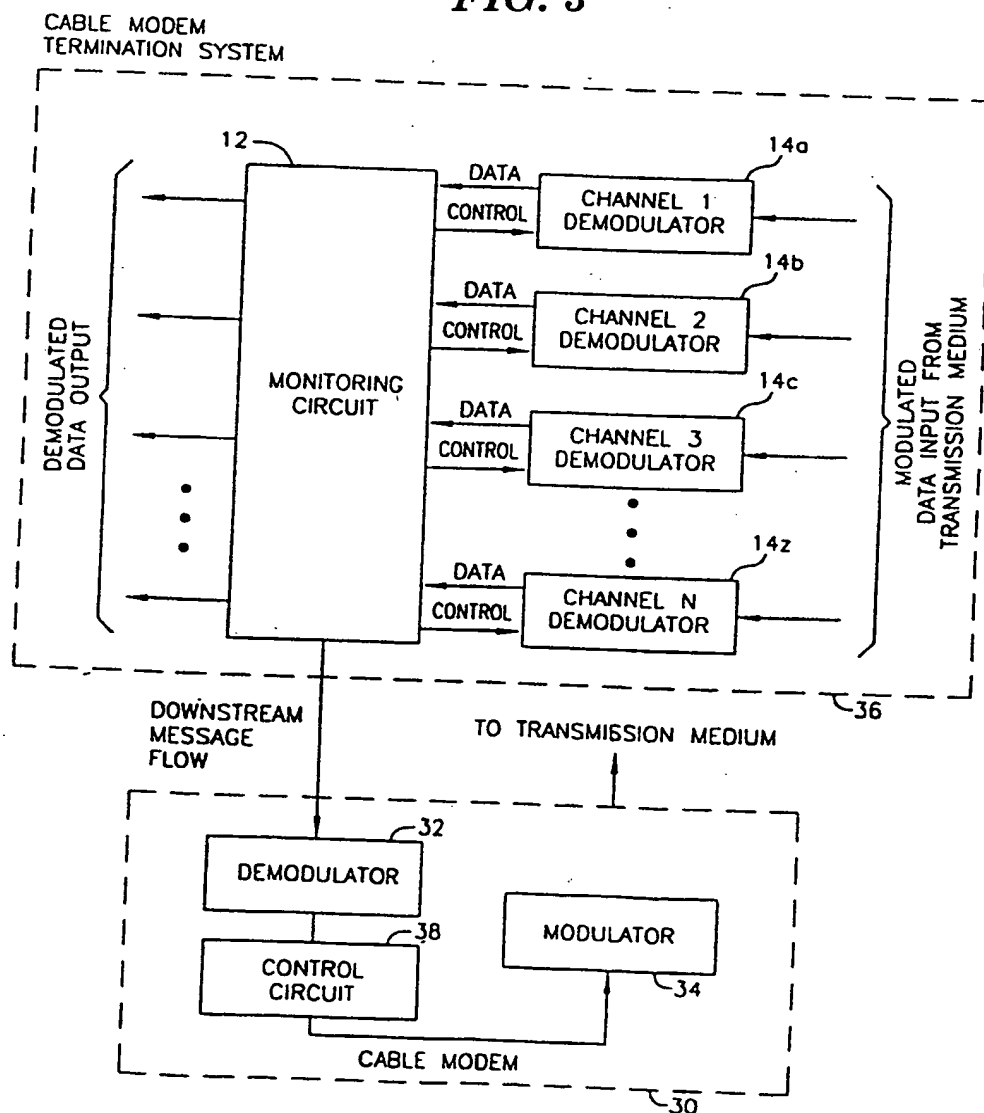 FIG. 3
CABLE MODEM
TERMINATION SYSTEM
12
14a
DATA
CONTROL
CHANNEL 1
DEMODULATOR
14b
DATA
CONTROL
CHANNEL 2
DEMODULATOR
MONITORING
CIRCUIT
14c
DATA
CONTROL
CHANNEL 3
DEMODULATOR
14z
DATA
CONTROL
CHANNEL N
DEMODULATOR
DEMODULATED
DATA OUTPUT
MODULATED
DATA INPUT FROM
TRANSMISSION MEDIUM
36
DOWNSTREAM
MESSAGE
FLOW
TO TRANSMISSION MEDIUM
32
DEMODULATOR
38
CONTROL
CIRCUIT
MODULATOR
34
CABLE MODEM
30